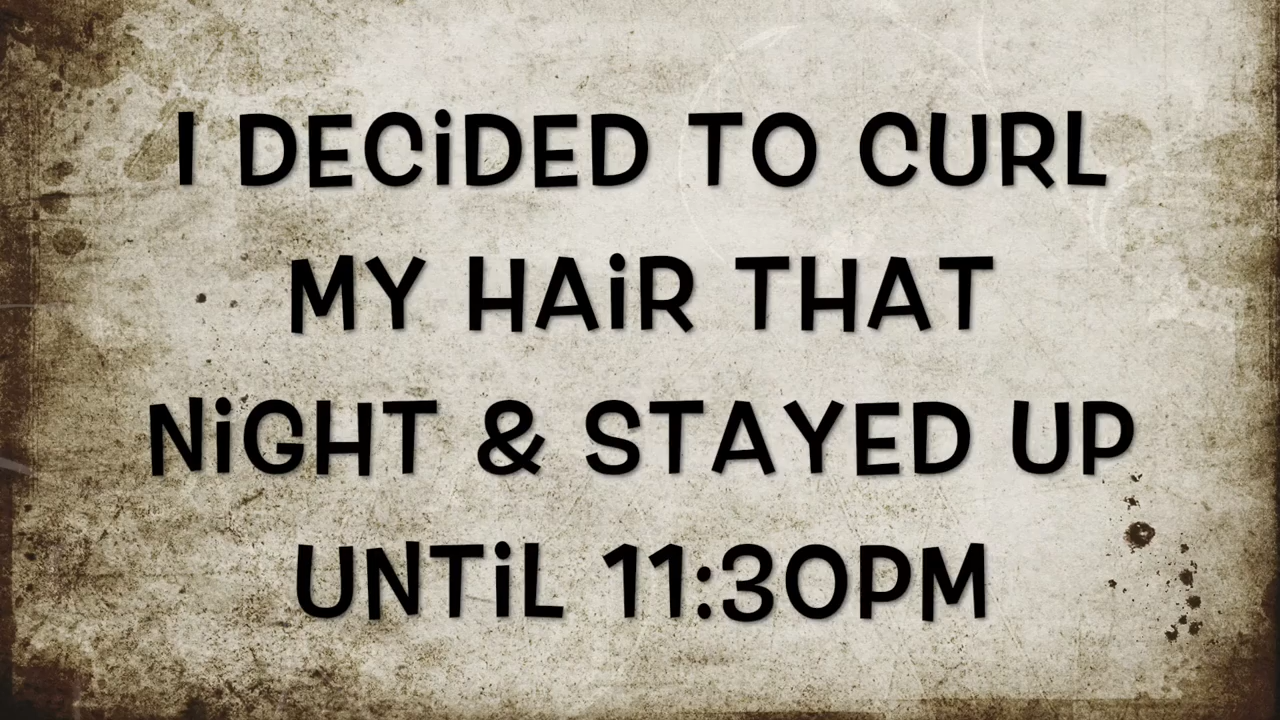 I DECiDED TO CURL
MY HAiR THAT
NiGHT & STAYED UP
UNTiL 11:30PM